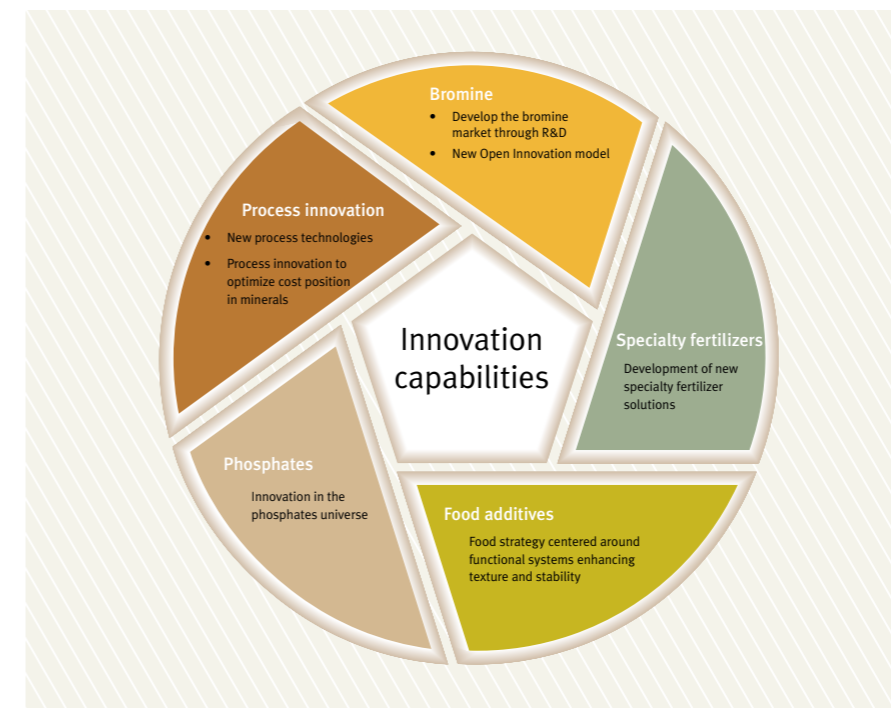 Bromine
• Develop the bromine
market through R&D
• New Open Innovation model
Process innovation
• New process technologies
• Process innovation to
optimize cost position
in minerals
Innovation
capabilities
Specialty fertilizers
Development of new
specialty fertilizer
solutions
Phosphates
Innovation in the
phosphates universe
Food additives
Food strategy centered around
functional systems enhancing
texture and stability